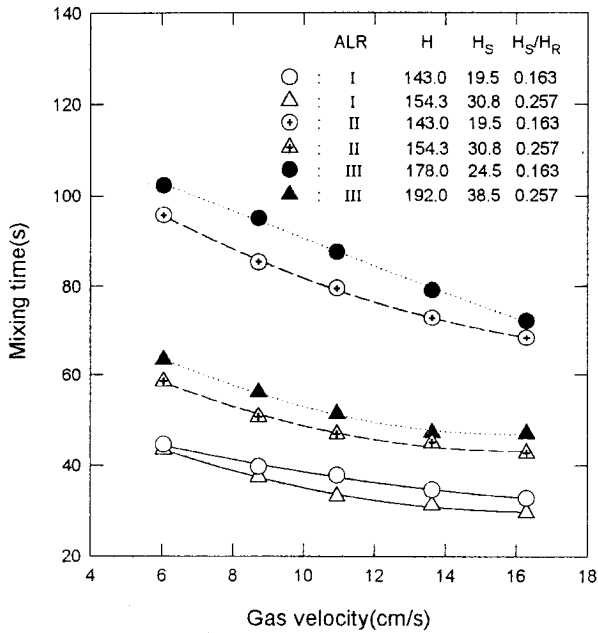 140
120
100
80
60
40
20
Mixing time(s)
ALR H H_S H_S/H_R
: I 143.0 19.5 0.163
: I 154.3 30.8 0.257
: II 143.0 19.5 0.163
: II 154.3 30.8 0.257
: III 178.0 24.5 0.163
: III 192.0 38.5 0.257
4 6 8 10 12 14 16 18
Gas velocity(cm/s)